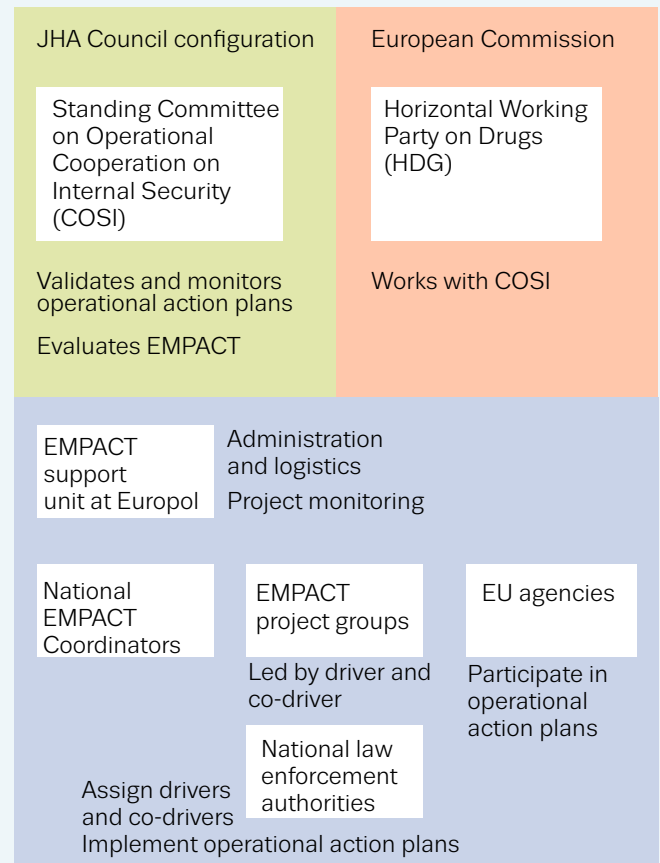 JHA Council configuration
Standing Committee
on Operational
Cooperation on
Internal Security
(COSI)
Validates and monitors
operational action plans
Evaluates EMPACT
European Commission
Horizontal Working
Party on Drugs
(HDG)
Works with COSI
EMPACT
support
unit at Europol
Administration
and logistics
Project monitoring
National
EMPACT
Coordinators
EMPACT
project groups
Led by driver and
co-driver
EU agencies
Participate in
operational
action plans
National law
enforcement
authorities
Assign drivers
and co-drivers
Implement operational action plans